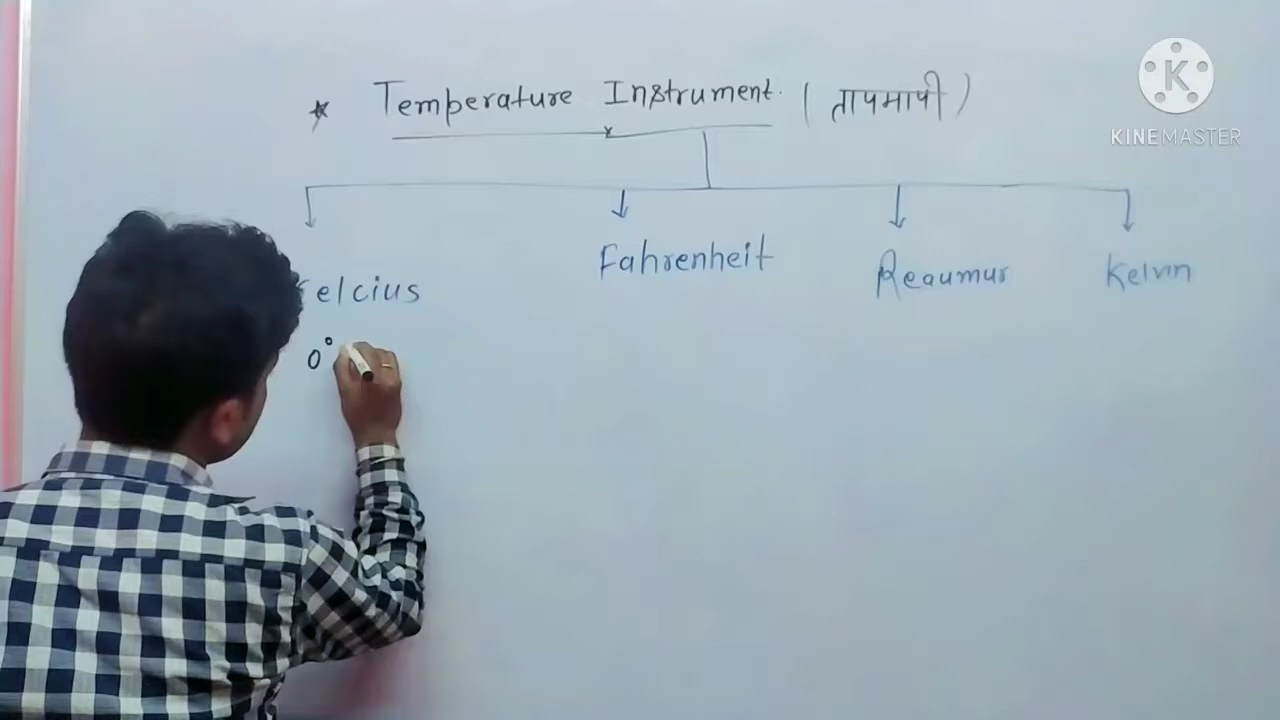 * Temperature Instrument. (तापमापी)
elcius Fahrenheit Reaumur Kelvin
0°
K
KINEMASTER